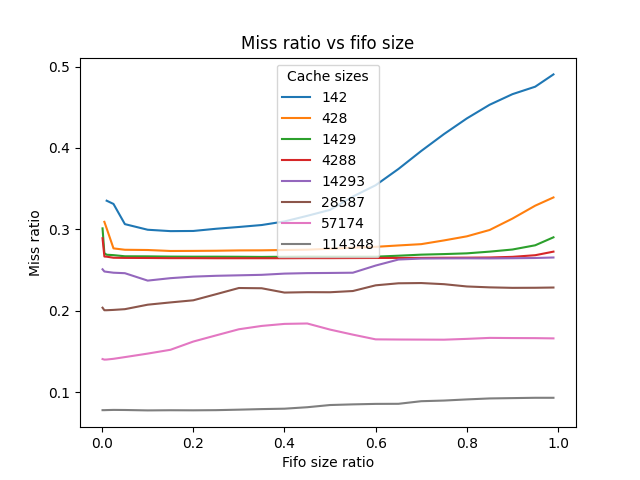 Miss ratio vs fifo size
Cache sizes
142
428
1429
4288
14293
28587
57174
114348
Miss ratio
0.5
0.4
0.3
0.2
0.1
0.0 0.2 0.4 0.6 0.8 1.0
Fifo size ratio